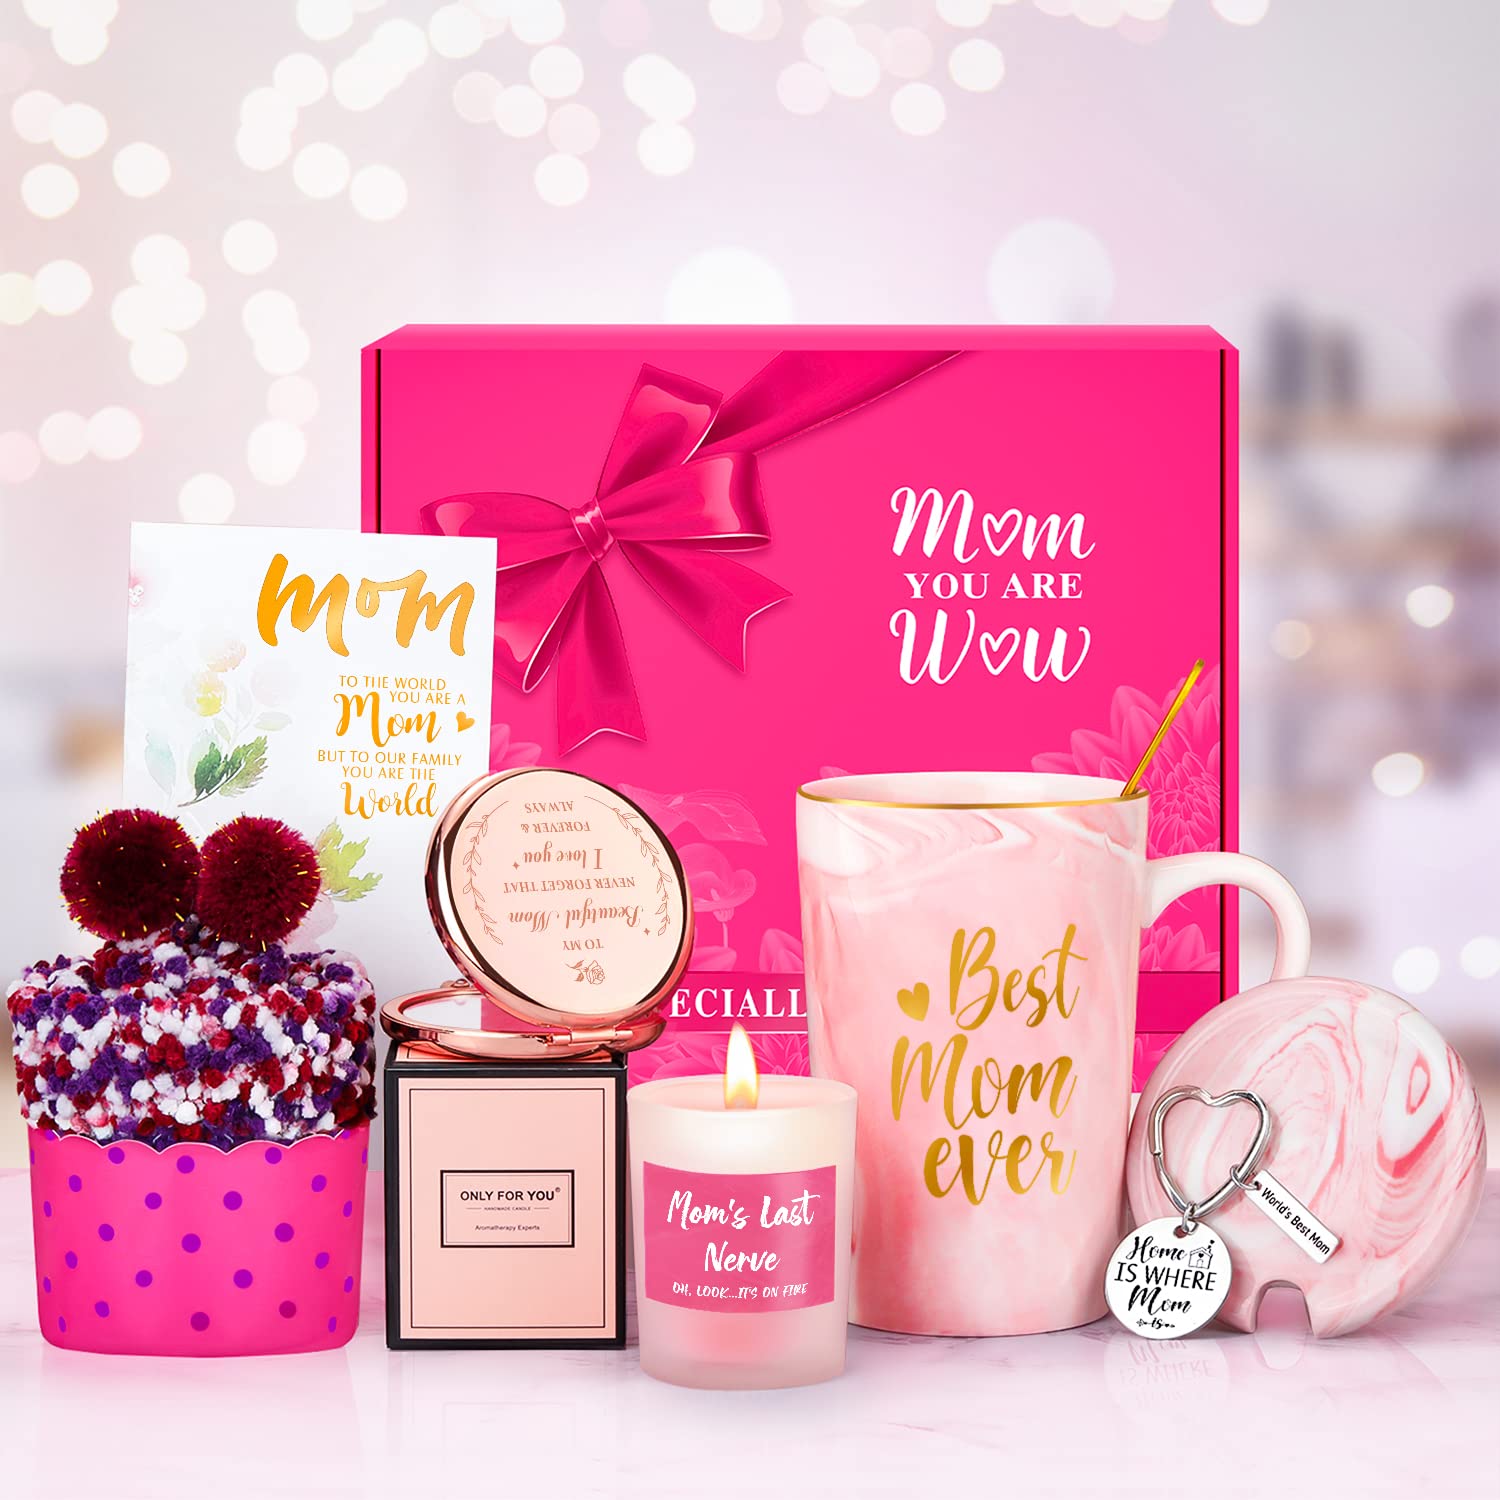 Mom
YOU ARE
Wow
mom
TO THE WORLD
YOU ARE A
Mom
BUT TO OUR FAMILY
YOU ARE THE
World
TO MY
Beautiful Mom
NEVER FORGET THAT
I love you
FOREVER &
ALWAYS
ECIALL
ONLY FOR YOU®
HANDMADE CANDLE
Aromatherapy Experts
Mom's Last
Nerve
OH, LOOK...IT'S ON FIRE
Best
Mom
ever
World's Best Mom
Home
IS WHERE
Mom
IS